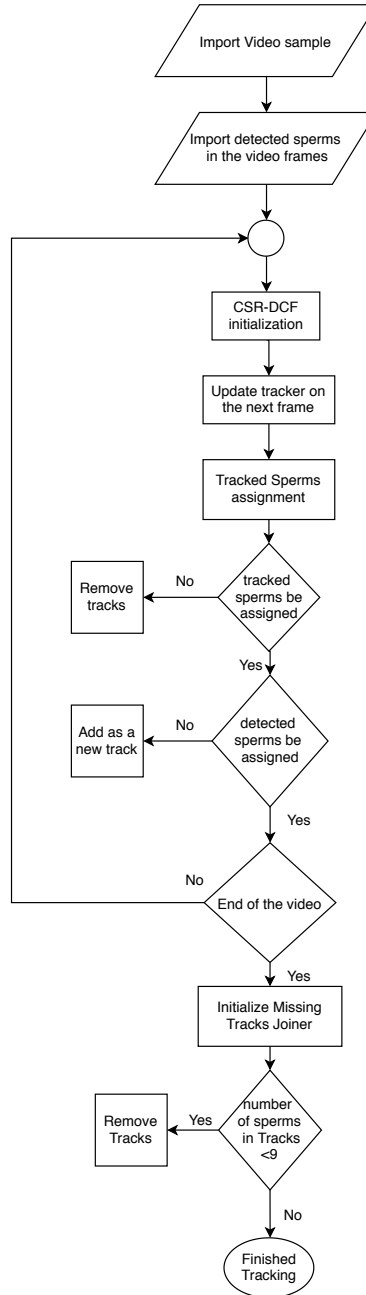 Import Video sample
Import detected sperms
in the video frames
CSR-DCF
initialization
Update tracker on
the next frame
Tracked Sperms
assignment
tracked
sperms be
assigned
No
Remove
tracks
Yes
detected
sperms be
assigned
No
Add as a
new track
Yes
No
End of the video
Yes
Initialize Missing
Tracks Joiner
number
of sperms
in Tracks
<9
Yes
Remove
Tracks
No
Finished
Tracking